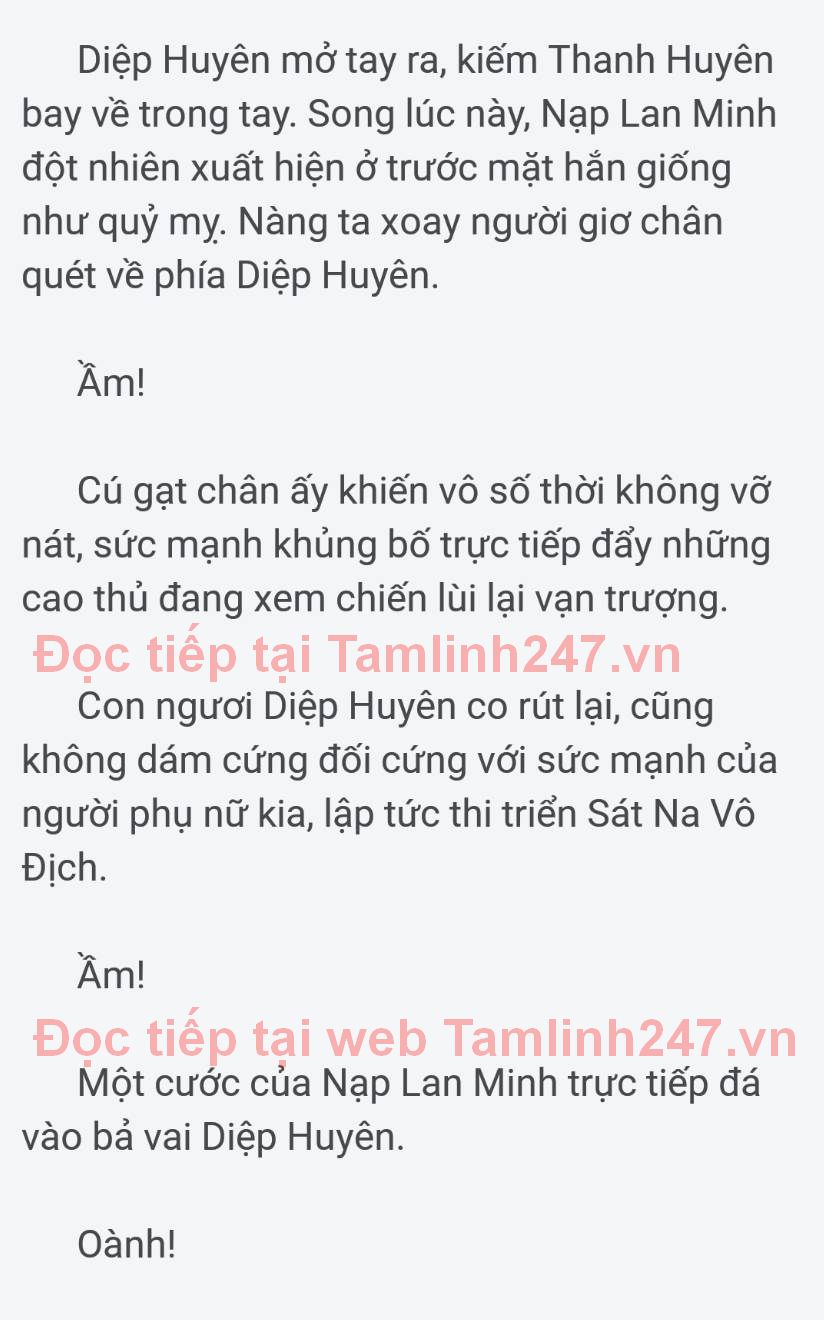 Diệp Huyên mở tay ra, kiếm Thanh Huyên
bay về trong tay. Song lúc này, Nạp Lan Minh
đột nhiên xuất hiện ở trước mặt hắn giống
như quỷ mỵ. Nàng ta xoay người giơ chân
quét về phía Diệp Huyên.
Ầm!
Cú gạt chân ấy khiến vô số thời không vỡ
nát, sức mạnh khủng bố trực tiếp đẩy những
cao thủ đang xem chiến lùi lại vạn trượng.
Đọc tiếp tại Tamlinh247.vn
Con ngươi Diệp Huyên co rút lại, cũng
không dám cứng đối cứng với sức mạnh của
người phụ nữ kia, lập tức thi triển Sát Na Vô
Địch.
Ầm!
Đọc tiếp tại web Tamlinh247.vn
Một cước của Nạp Lan Minh trực tiếp đá
vào bả vai Diệp Huyên.
Oành!